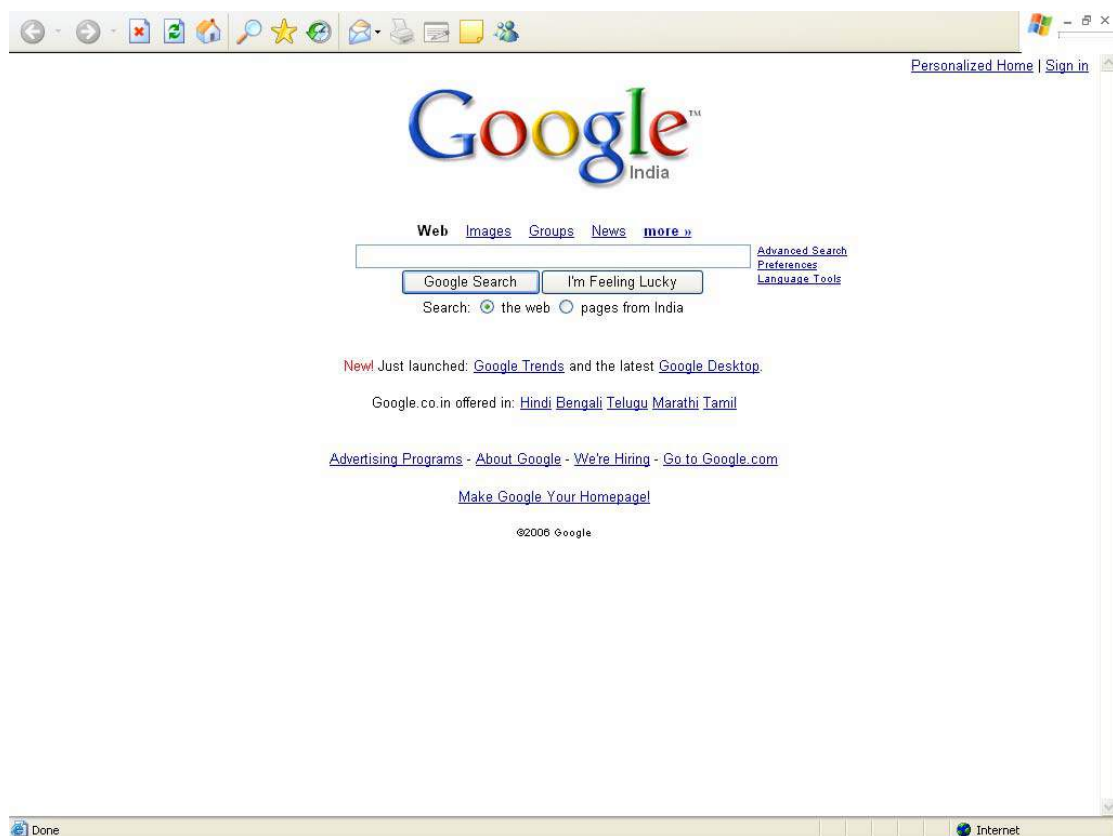 Personalized Home | Sign in
Google™
India
Web Images Groups News more »
Advanced Search
Preferences
Language Tools
Google Search I'm Feeling Lucky
Search: the web pages from India
New! Just launched: Google Trends and the latest Google Desktop.
Google.co.in offered in: Hindi Bengali Telugu Marathi Tamil
Advertising Programs - About Google - We're Hiring - Go to Google.com
Make Google Your Homepage!
©2006 Google
Done Internet